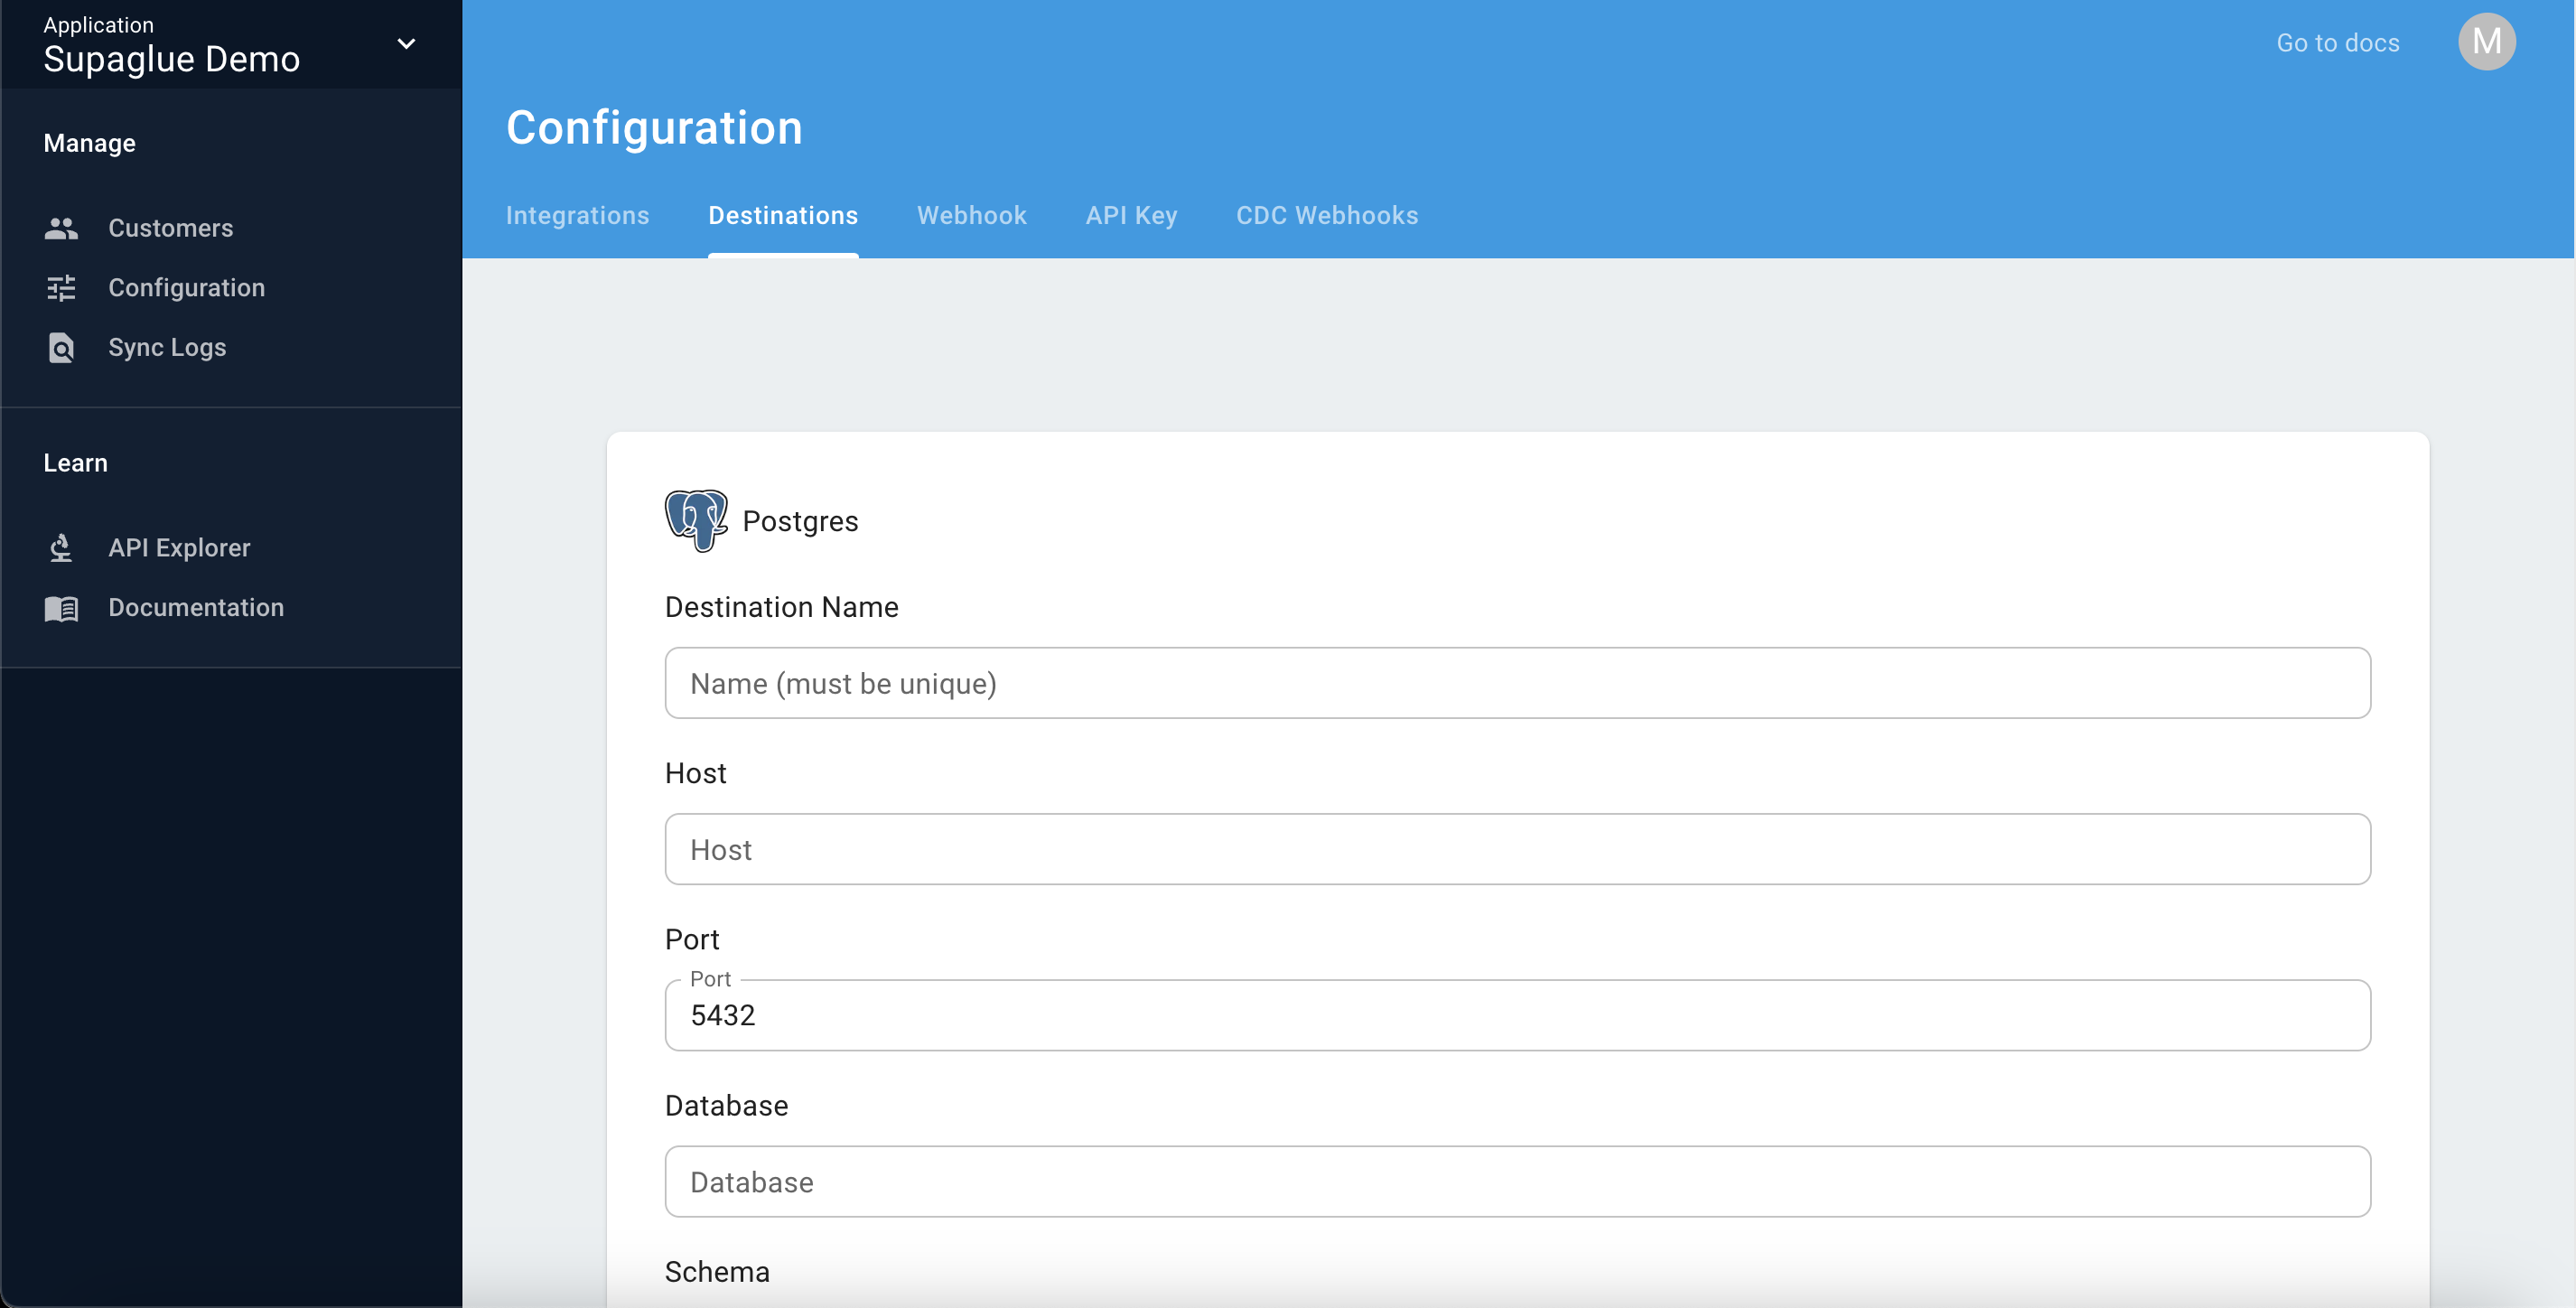 Application
Supaglue Demo
Manage
Customers
Configuration
Sync Logs
Learn
API Explorer
Documentation
Go to docs
M
Configuration
Integrations
Destinations
Webhook
API Key
CDC Webhooks
Postgres
Destination Name
Name (must be unique)
Host
Host
Port
Port
5432
Database
Database
Schema